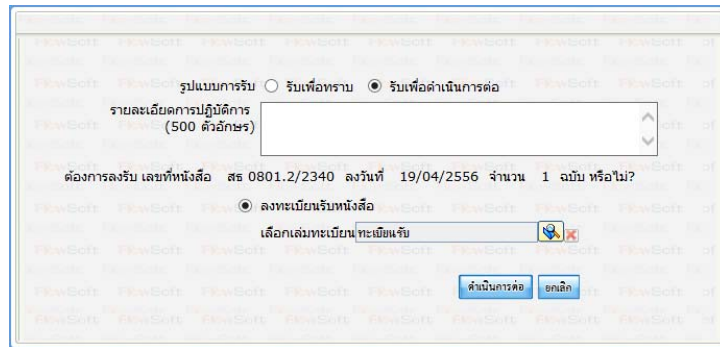 รูปแบบการรับ รับเพื่อทราบ รับเพื่อดำเนินการต่อ
รายละเอียดการปฏิบัติการ
(500 ตัวอักษร)
ต้องการลงรับ เลขที่หนังสือ สธ 0801.2/2340 ลงวันที่ 19/04/2556 จำนวน 1 ฉบับ หรือไม่?
ลงทะเบียนรับหนังสือ
เลือกเล่มทะเบียน ทะเบียนรับ
ดำเนินการต่อ ยกเลิก